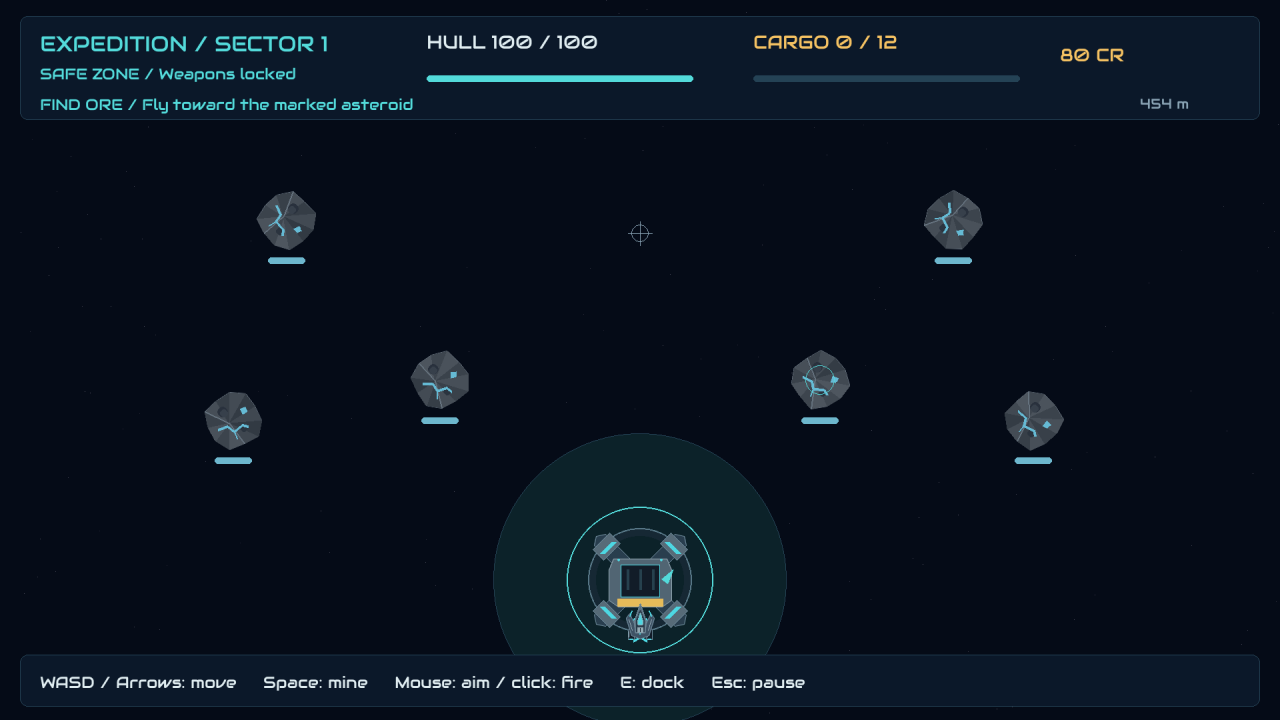 EXPEDITION / SECTOR 1
SAFE ZONE / Weapons locked
FIND ORE / Fly toward the marked asteroid
HULL 100 / 100
CARGO 0 / 12
80 CR
454 m
WASD / Arrows: move Space: mine Mouse: aim / click: fire E: dock Esc: pause